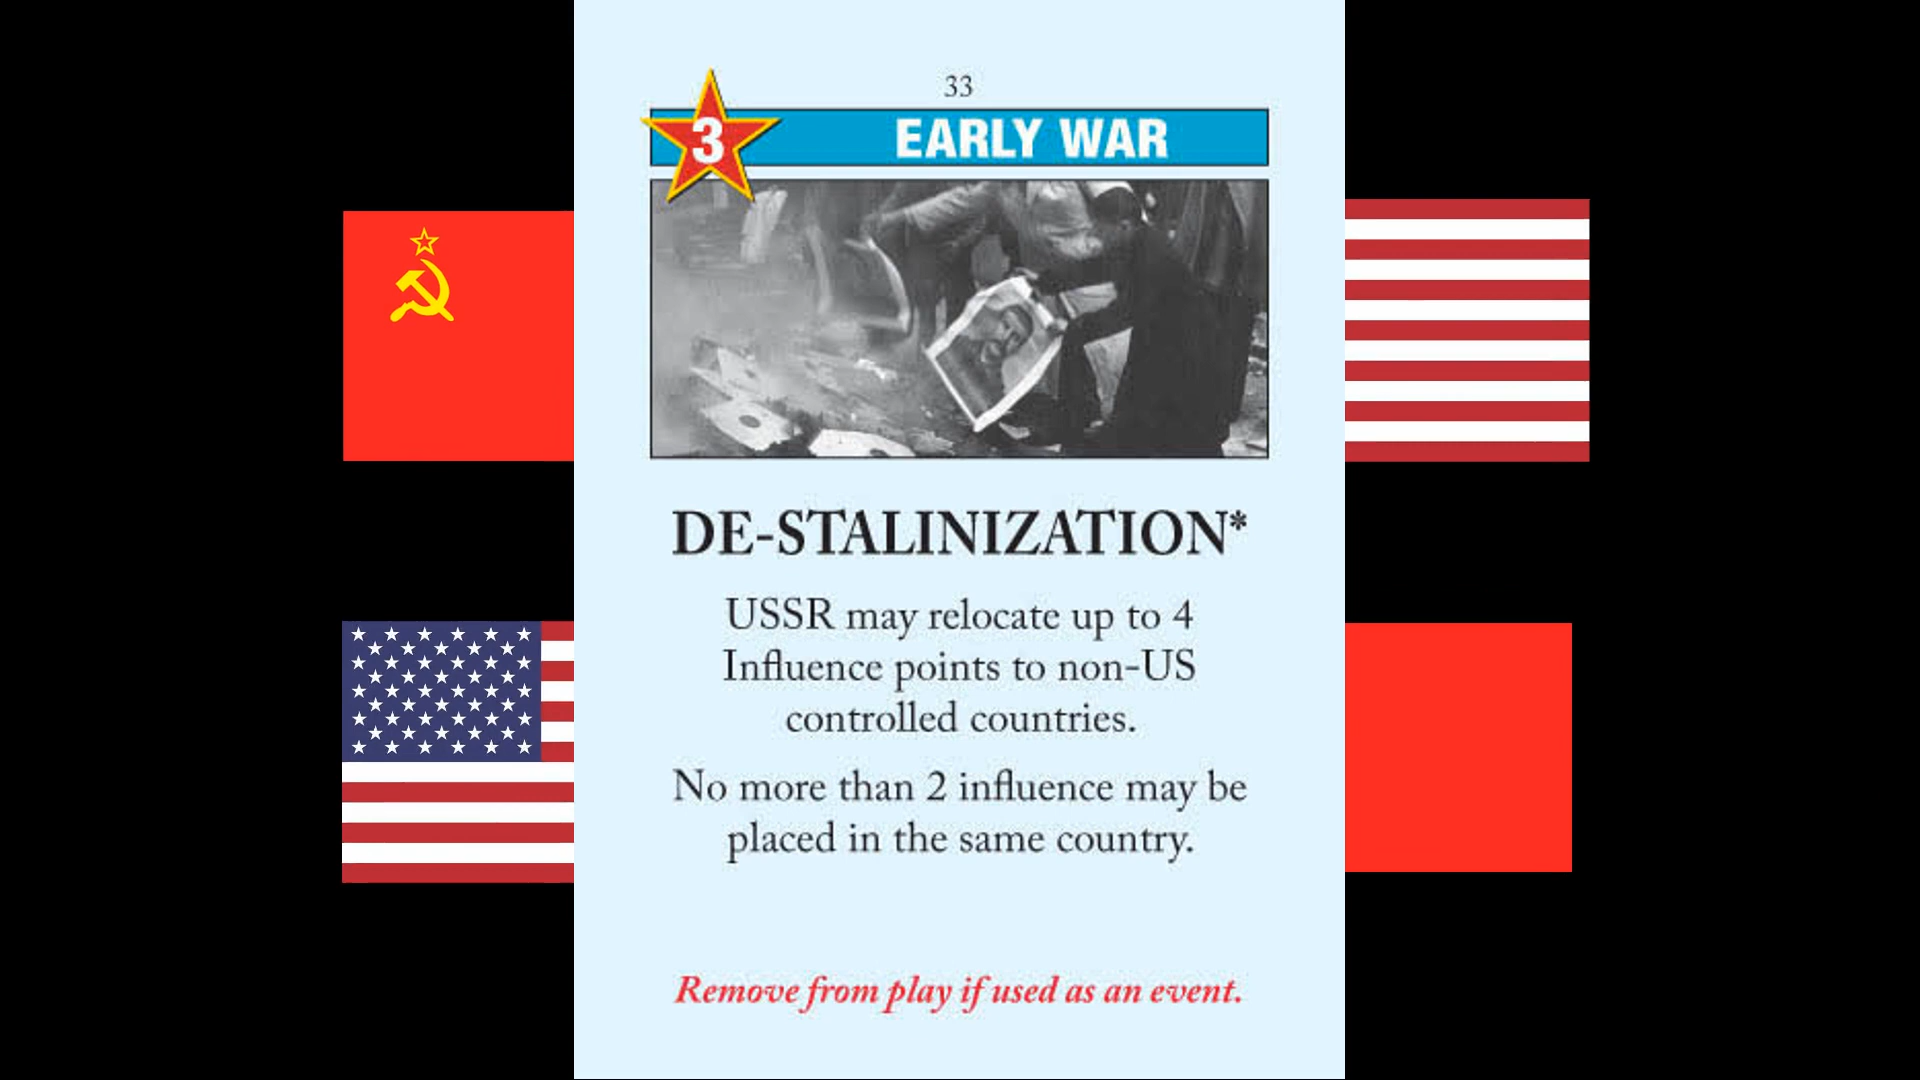 33
3
EARLY WAR
DE-STALINIZATION*
USSR may relocate up to 4
Influence points to non-US
controlled countries.
No more than 2 influence may be
placed in the same country.
Remove from play if used as an event.